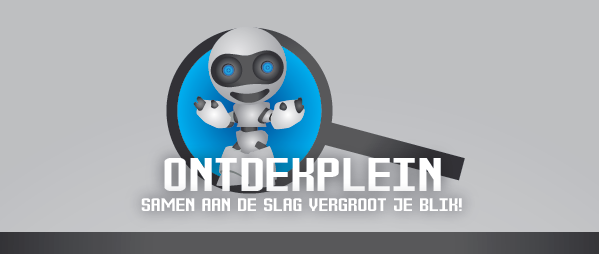 ONTDEKPLEIN
SAMEN AAN DE SLAG VERGROOT JE BLIK!